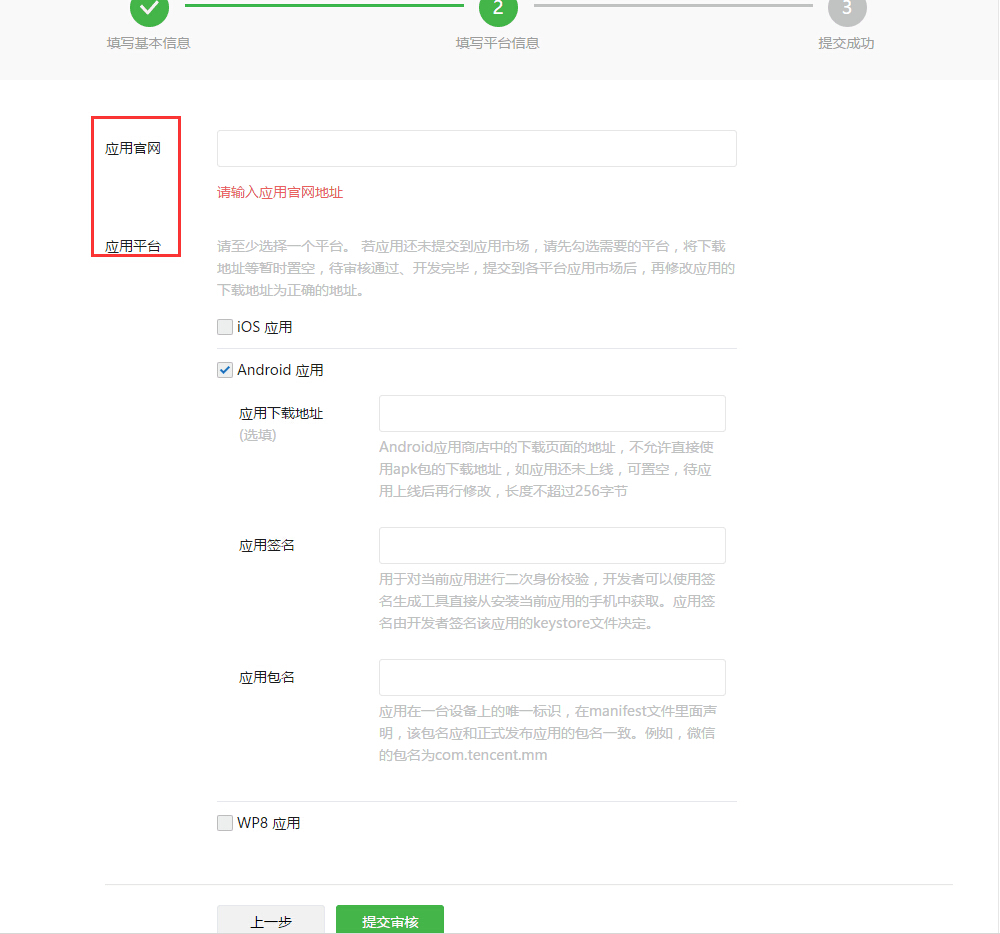 2
3
填写基本信息
填写平台信息
提交成功
应用官网
请输入应用官网地址
应用平台
请至少选择一个平台。 若应用还未提交到应用市场，请先勾选需要的平台，将下载
地址等暂时置空，待审核通过、开发完毕，提交到各平台应用市场后，再修改应用的
下载地址为正确的地址。
iOS 应用
Android 应用
应用下载地址
(选填)
Android应用商店中的下载页面的地址，不允许直接使
用apk包的下载地址，如应用还未上线，可置空，待应
用上线后再行修改，长度不超过256字节
应用签名
用于对当前应用进行二次身份校验，开发者可以使用签
名生成工具直接从安装当前应用的手机中获取。应用签
名由开发者签名该应用的keystore文件决定。
应用包名
应用在一台设备上的唯一标识，在manifest文件里面声
明，该包名应和正式发布应用的包名一致。例如，微信
的包名为com.tencent.mm
WP8 应用
上一步
提交审核